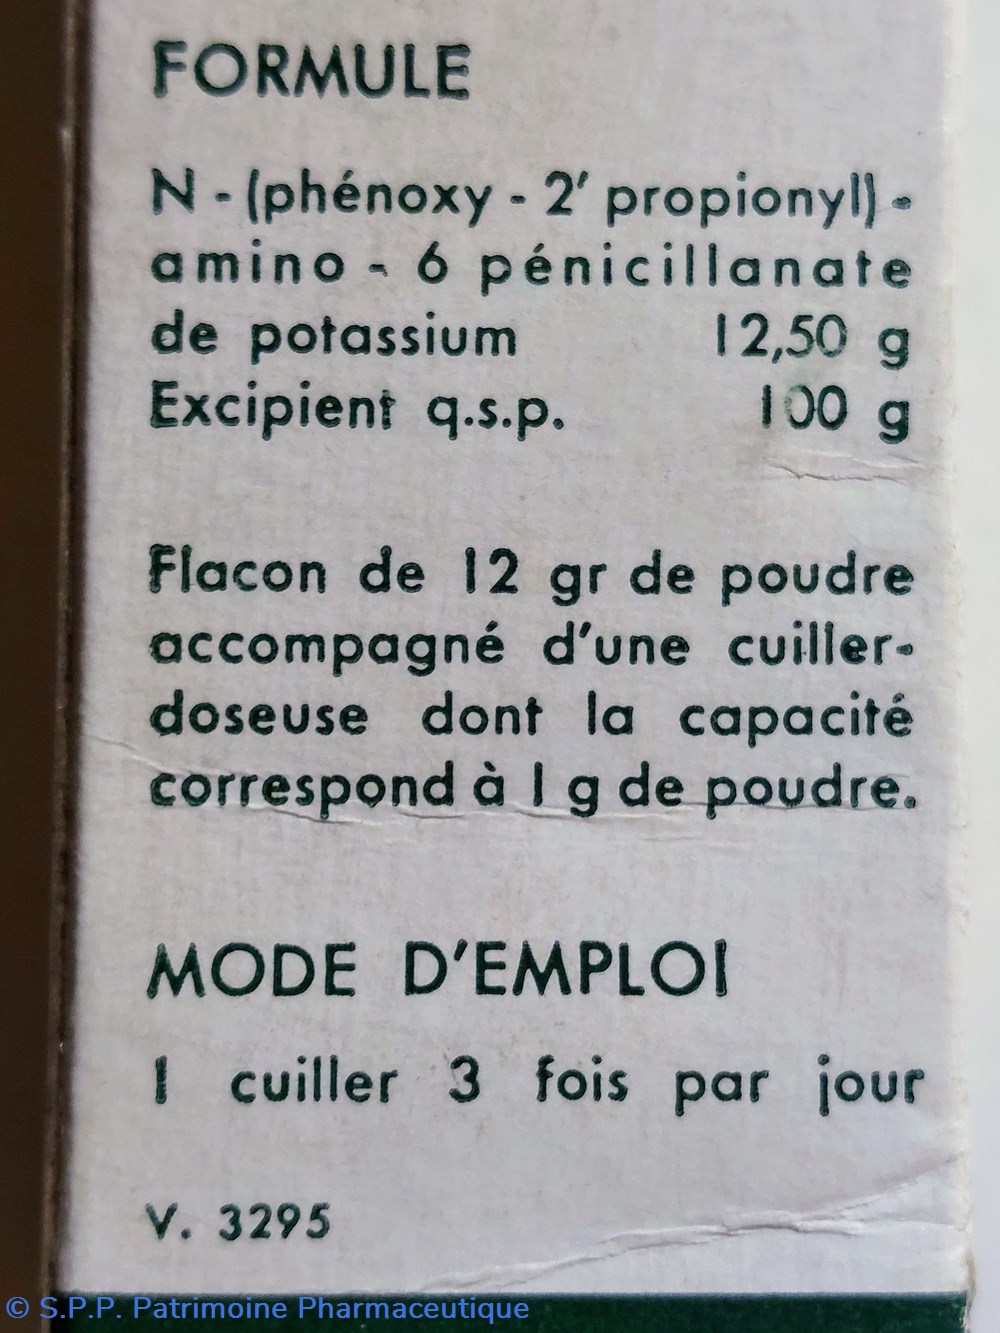 FORMULE
N - (phénoxy - 2' propionyl) -
amino - 6 pénicillanate
de potassium 12,50 g
Excipient q.s.p. 100 g
Flacon de 12 gr de poudre
accompagné d'une cuiller-
doseuse dont la capacité
correspond à 1 g de poudre.
MODE D'EMPLOI
1 cuiller 3 fois par jour
V. 3295
© S.P.P. Patrimoine Pharmaceutique